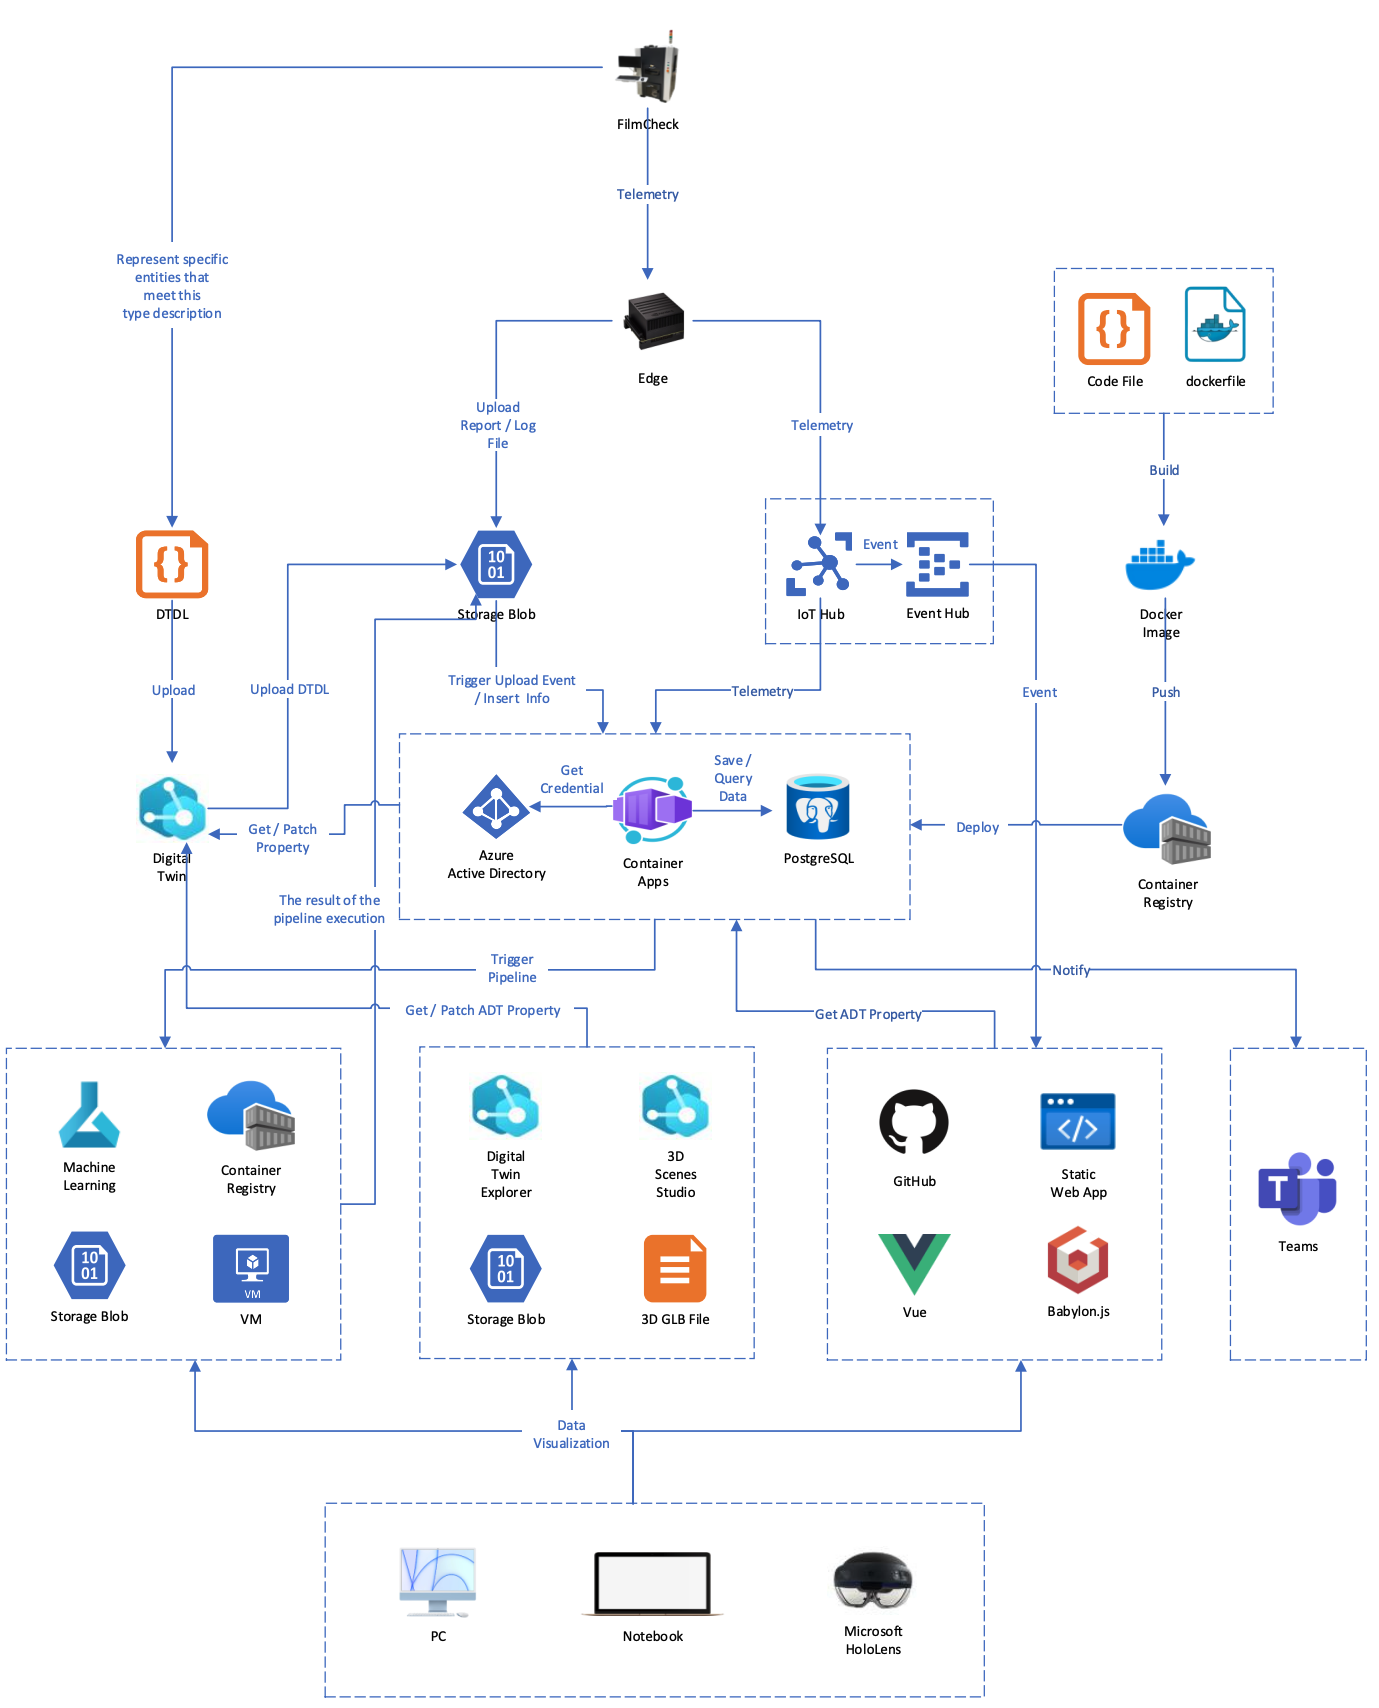 FilmCheck
Telemetry
Represent specific
entities that
meet this
type description
Edge
Code File
dockerfile
Upload
Report / Log
File
Telemetry
Build
10
01
Event
DTDL
Storage Blob
IoT Hub
Event Hub
Docker
Image
Upload
Upload DTDL
Trigger Upload Event
/ Insert Info
Telemetry
Event
Push
Get
Credential
Save /
Query
Data
Get / Patch
Property
Deploy
Digital
Twin
Azure
Active Directory
Container
Apps
PostgreSQL
Container
Registry
The result of the
pipeline execution
Trigger
Pipeline
Notify
Get / Patch ADT Property
Get ADT Property
Machine
Learning
Container
Registry
Digital
Twin
Explorer
3D
Scenes
Studio
GitHub
Static
Web App
T
Teams
10
01
VM
10
01
Storage Blob
VM
Storage Blob
3D GLB File
Vue
Babylon.js
Data
Visualization
PC
Notebook
Microsoft
HoloLens